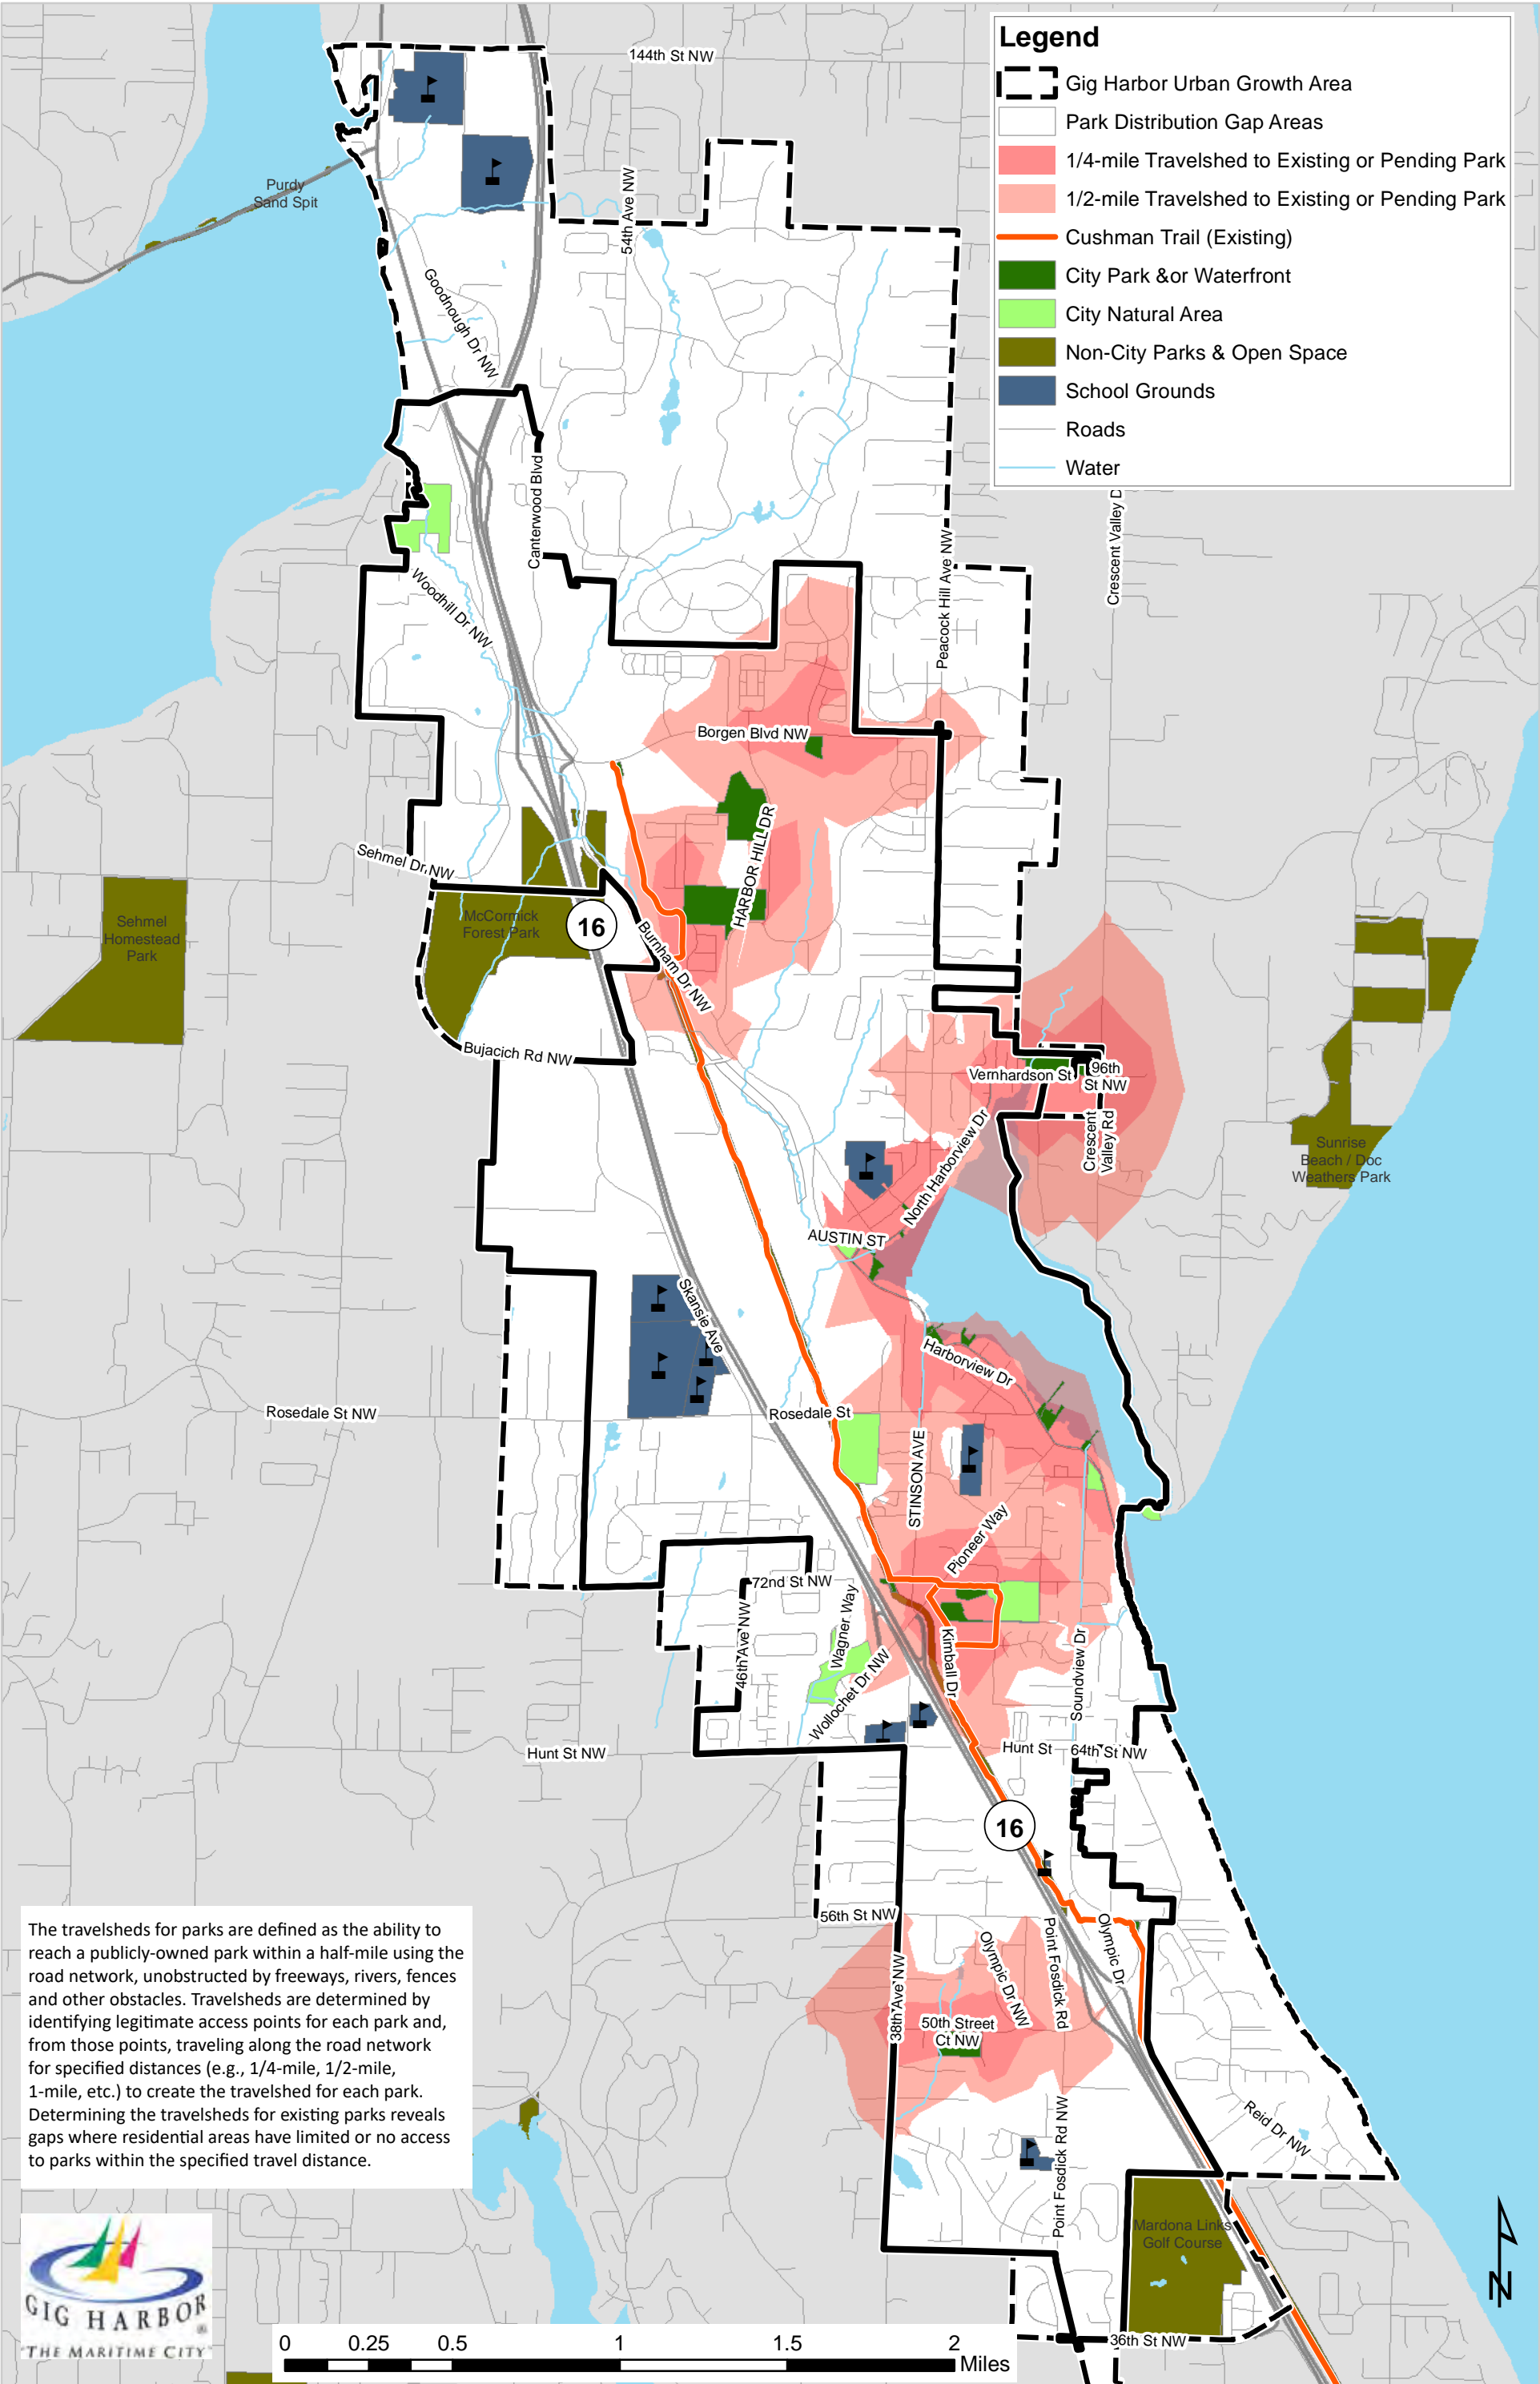 Legend
Gig Harbor Urban Growth Area
Park Distribution Gap Areas
1/4-mile Travelshed to Existing or Pending Park
1/2-mile Travelshed to Existing or Pending Park
Cushman Trail (Existing)
City Park &or Waterfront
City Natural Area
Non-City Parks & Open Space
School Grounds
Roads
Water
144th St NW
Purdy
Sand Spit
54th Ave NW
Goodnough Dr NW
Canterwood Blvd
Peacock Hill Ave NW
Crescent Valley D
Woodhill Dr NW
Borgen Blvd NW
HARBOR HILL DR
Sehmel Dr NW
McCormick
Forest Park
16
Sehmel
Homestead
Park
Burnham Dr NW
Bujacich Rd NW
Vernhardson St
96th
St NW
Crescent
Valley Rd
Sunrise
Beach / Doc
Weathers Park
North Harborview Dr
AUSTIN ST
Skansie Ave
Harborview Dr
Rosedale St NW
Rosedale St
STINSON AVE
Pioneer Way
72nd St NW
46th Ave NW
Wagner Way
Wollochet Dr NW
Kimball Dr
Soundview Dr
Hunt St NW
Hunt St
64th St NW
16
56th St NW
38th Ave NW
Olympic Dr NW
Point Fosdick Rd
Olympic Dr
50th Street
Ct NW
Point Fosdick Rd NW
Reid Dr NW
Mardona Links
Golf Course
36th St NW
The travelsheds for parks are defined as the ability to
reach a publicly-owned park within a half-mile using the
road network, unobstructed by freeways, rivers, fences
and other obstacles. Travelsheds are determined by
identifying legitimate access points for each park and,
from those points, traveling along the road network
for specified distances (e.g., 1/4-mile, 1/2-mile,
1-mile, etc.) to create the travelshed for each park.
Determining the travelsheds for existing parks reveals
gaps where residential areas have limited or no access
to parks within the specified travel distance.
GIG HARBOR®
"THE MARITIME CITY"
0 0.25 0.5 1 1.5 2
Miles
N